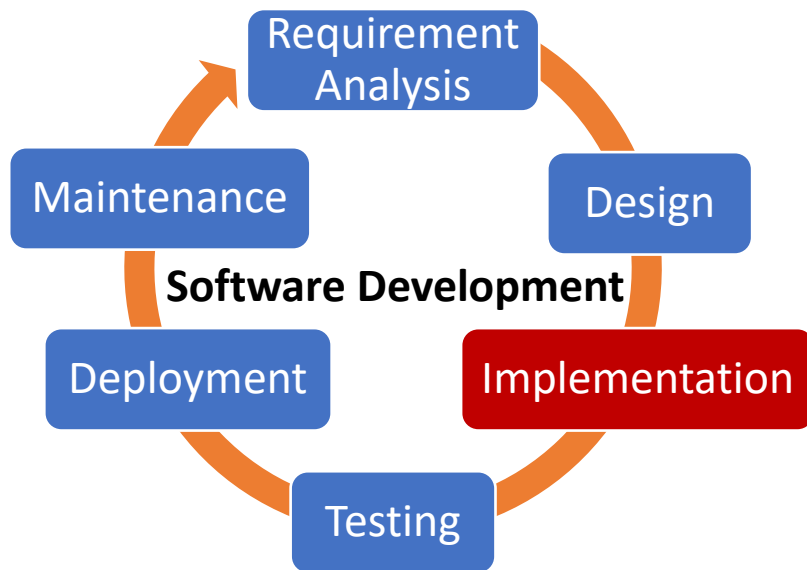 Requirement
Analysis
Design
Implementation
Testing
Deployment
Maintenance
Software Development